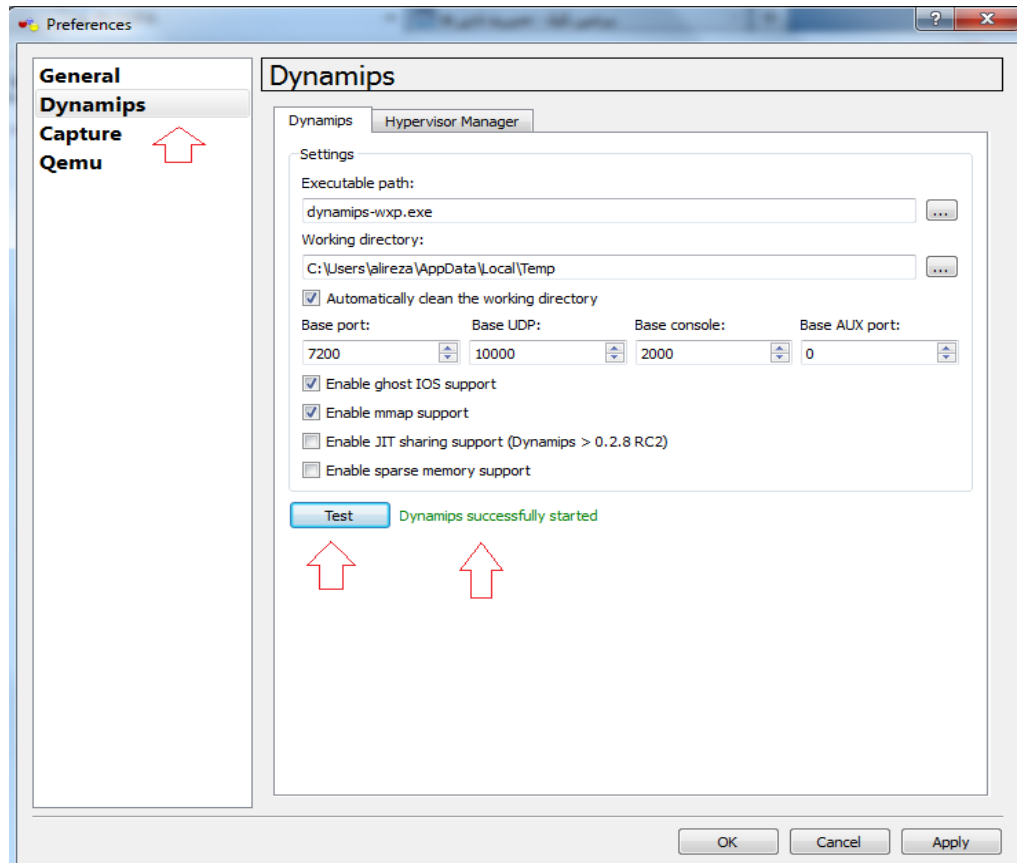 Preferences
General
Dynamips
Capture
Qemu
Dynamips
Dynamips Hypervisor Manager
Settings
Executable path:
dynamips-wxp.exe
...
Working directory:
C:\Users\alireza\AppData\Local\Temp
...
Automatically clean the working directory
Base port: Base UDP: Base console: Base AUX port:
7200 10000 2000 0
Enable ghost IOS support
Enable mmap support
Enable JIT sharing support (Dynamips > 0.2.8 RC2)
Enable sparse memory support
Test Dynamips successfully started
OK Cancel Apply